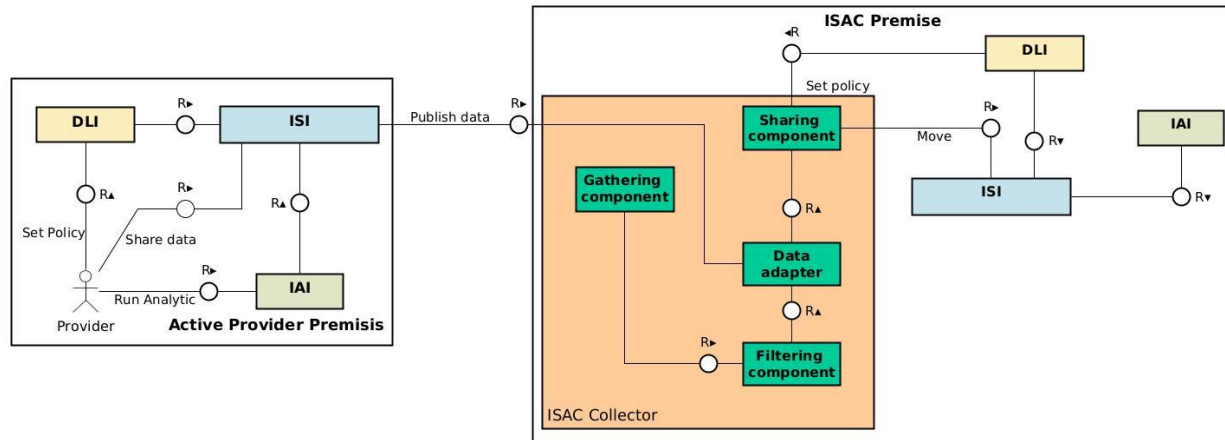 ISAC Premise
◄R
DLI
Set policy
R►
R►
DLI
ISI
Publish data
R►
Sharing
component
Move
R▼
IAI
Gathering
component
R▲
R►
R▲
R▲
ISI
R▼
Set Policy
Share data
Data
adapter
R►
Run Analytic
IAI
R▲
Provider
Active Provider Premisis
R►
Filtering
component
ISAC Collector